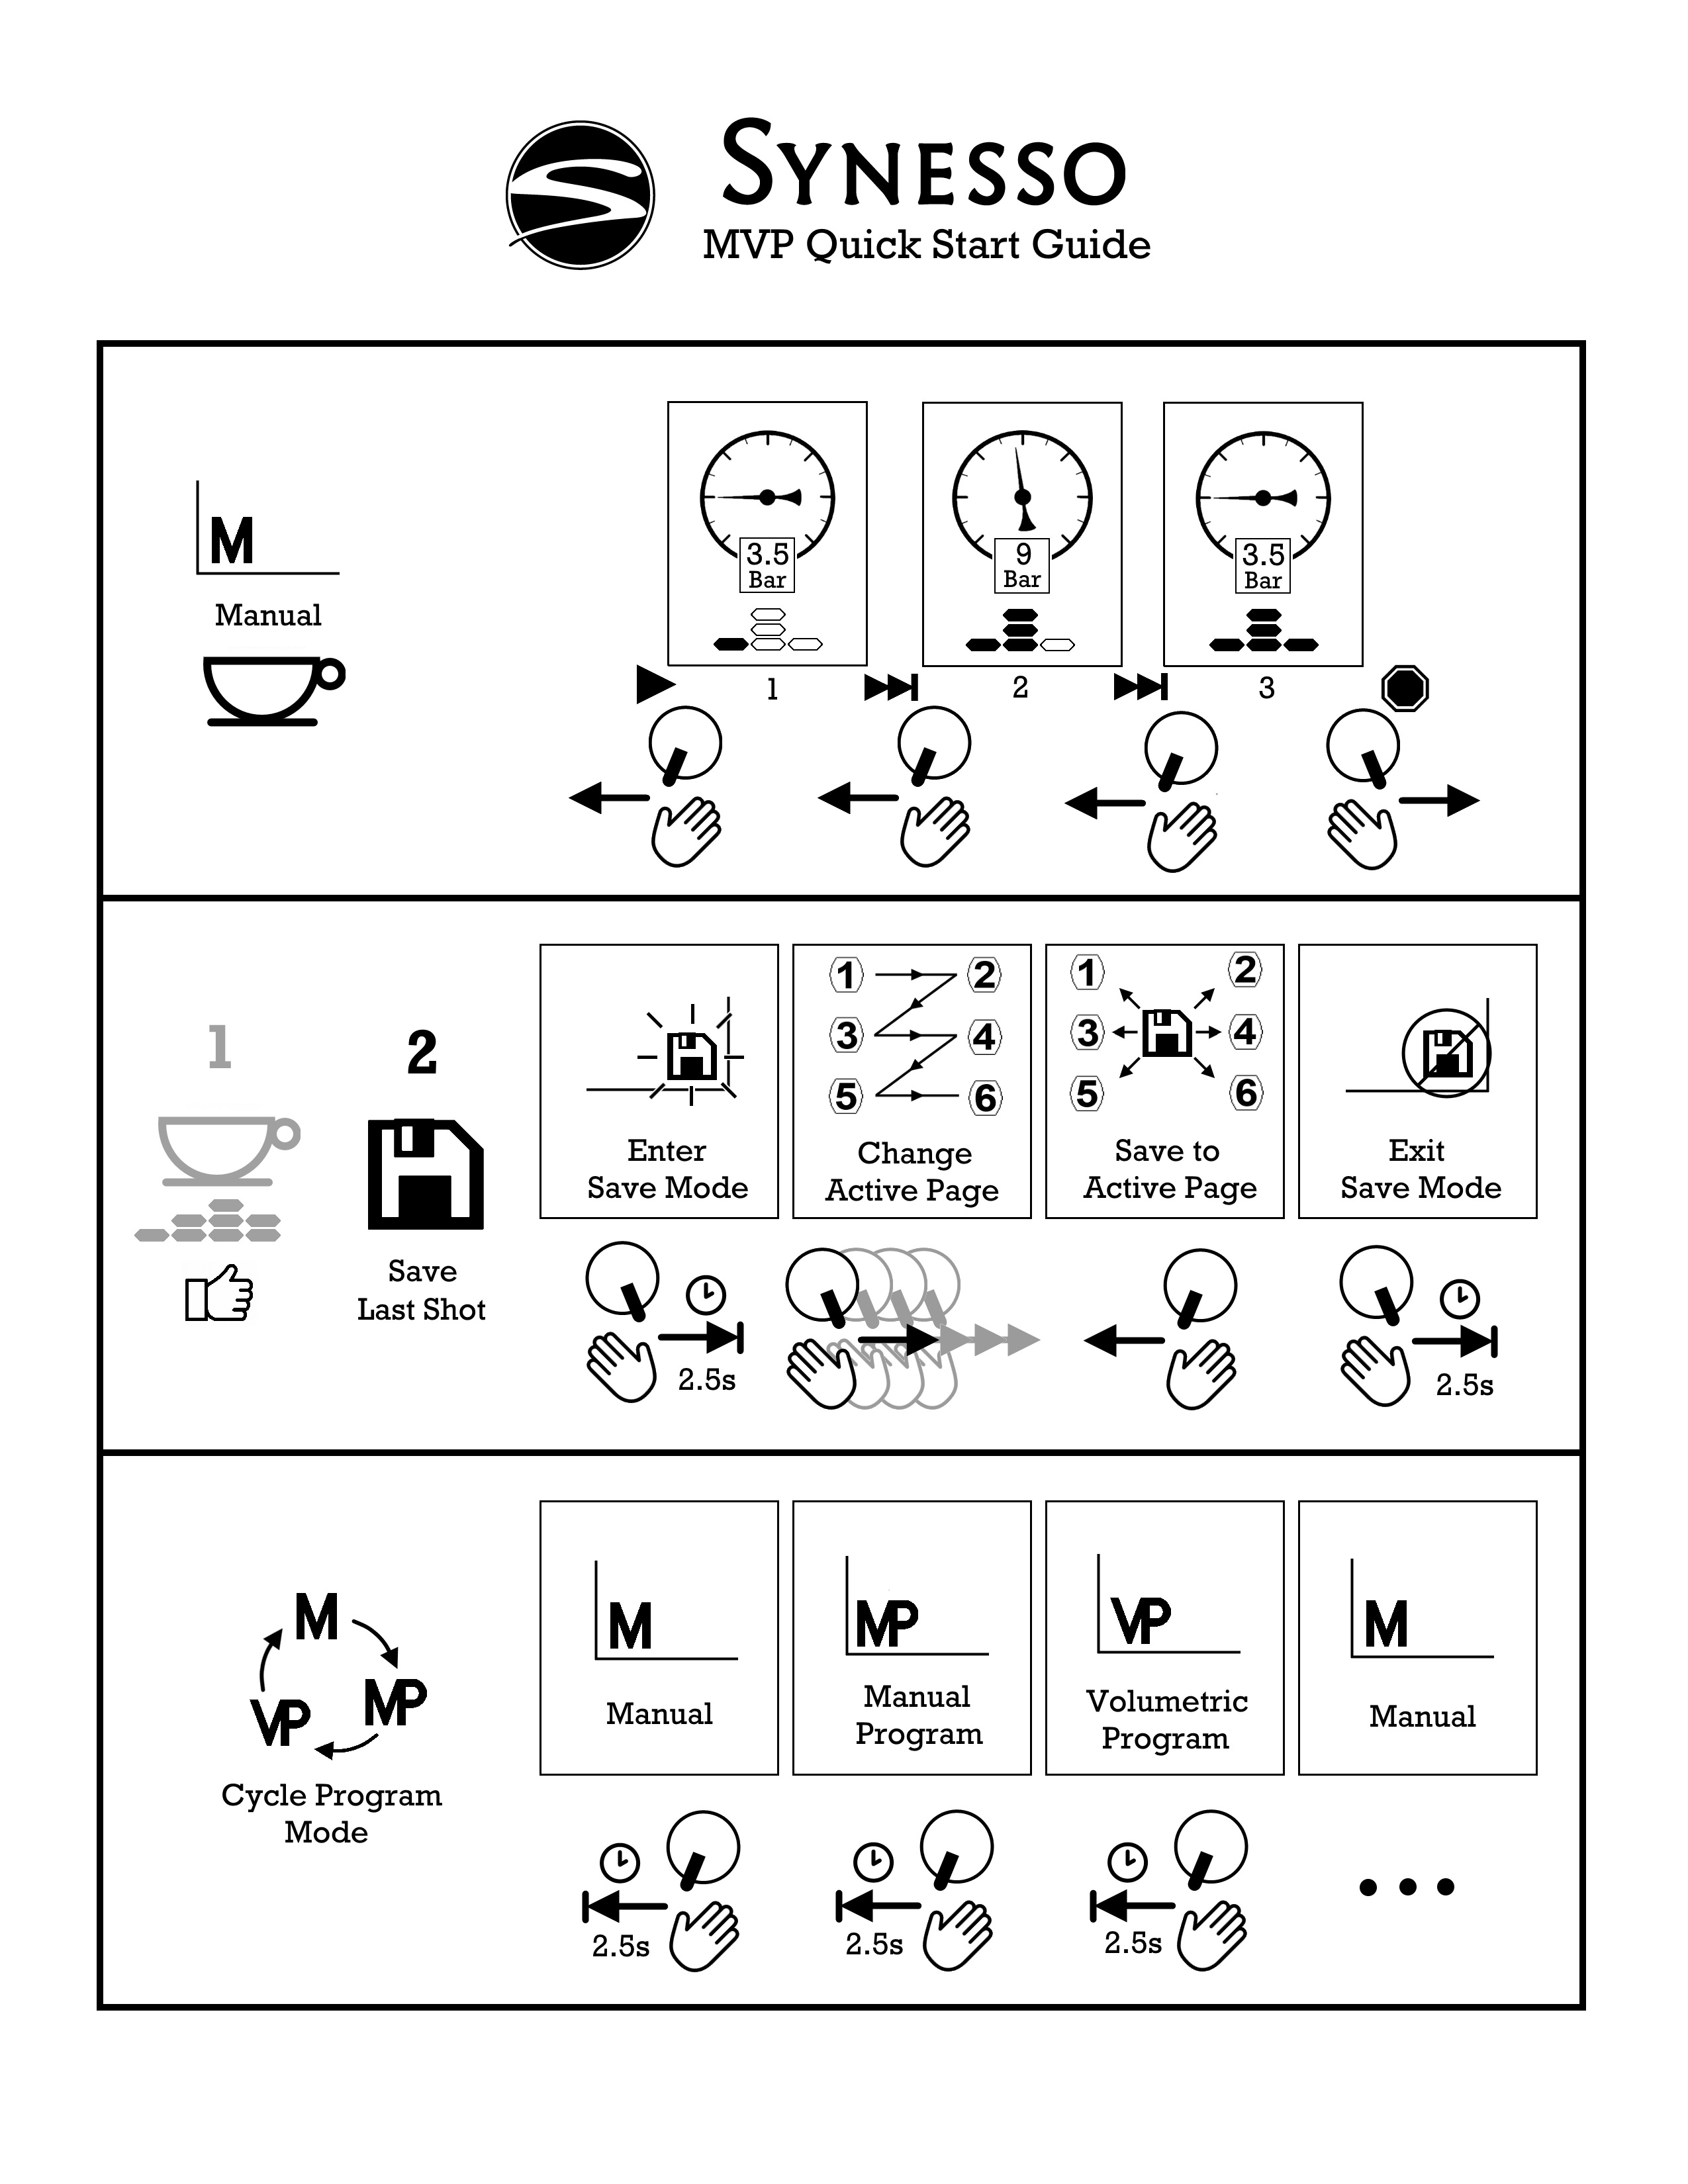 SYNESSO
MVP Quick Start Guide
M
Manual
3.5
Bar
9
Bar
3.5
Bar
1
2
3
1
2
Save
Last Shot
Enter
Save Mode
1 2
3 4
5 6
Change
Active Page
1 2
3 4
5 6
Save to
Active Page
Exit
Save Mode
2.5s
2.5s
M
MP
VP
Cycle Program
Mode
M
Manual
MP
Manual
Program
VP
Volumetric
Program
M
Manual
2.5s
2.5s
2.5s